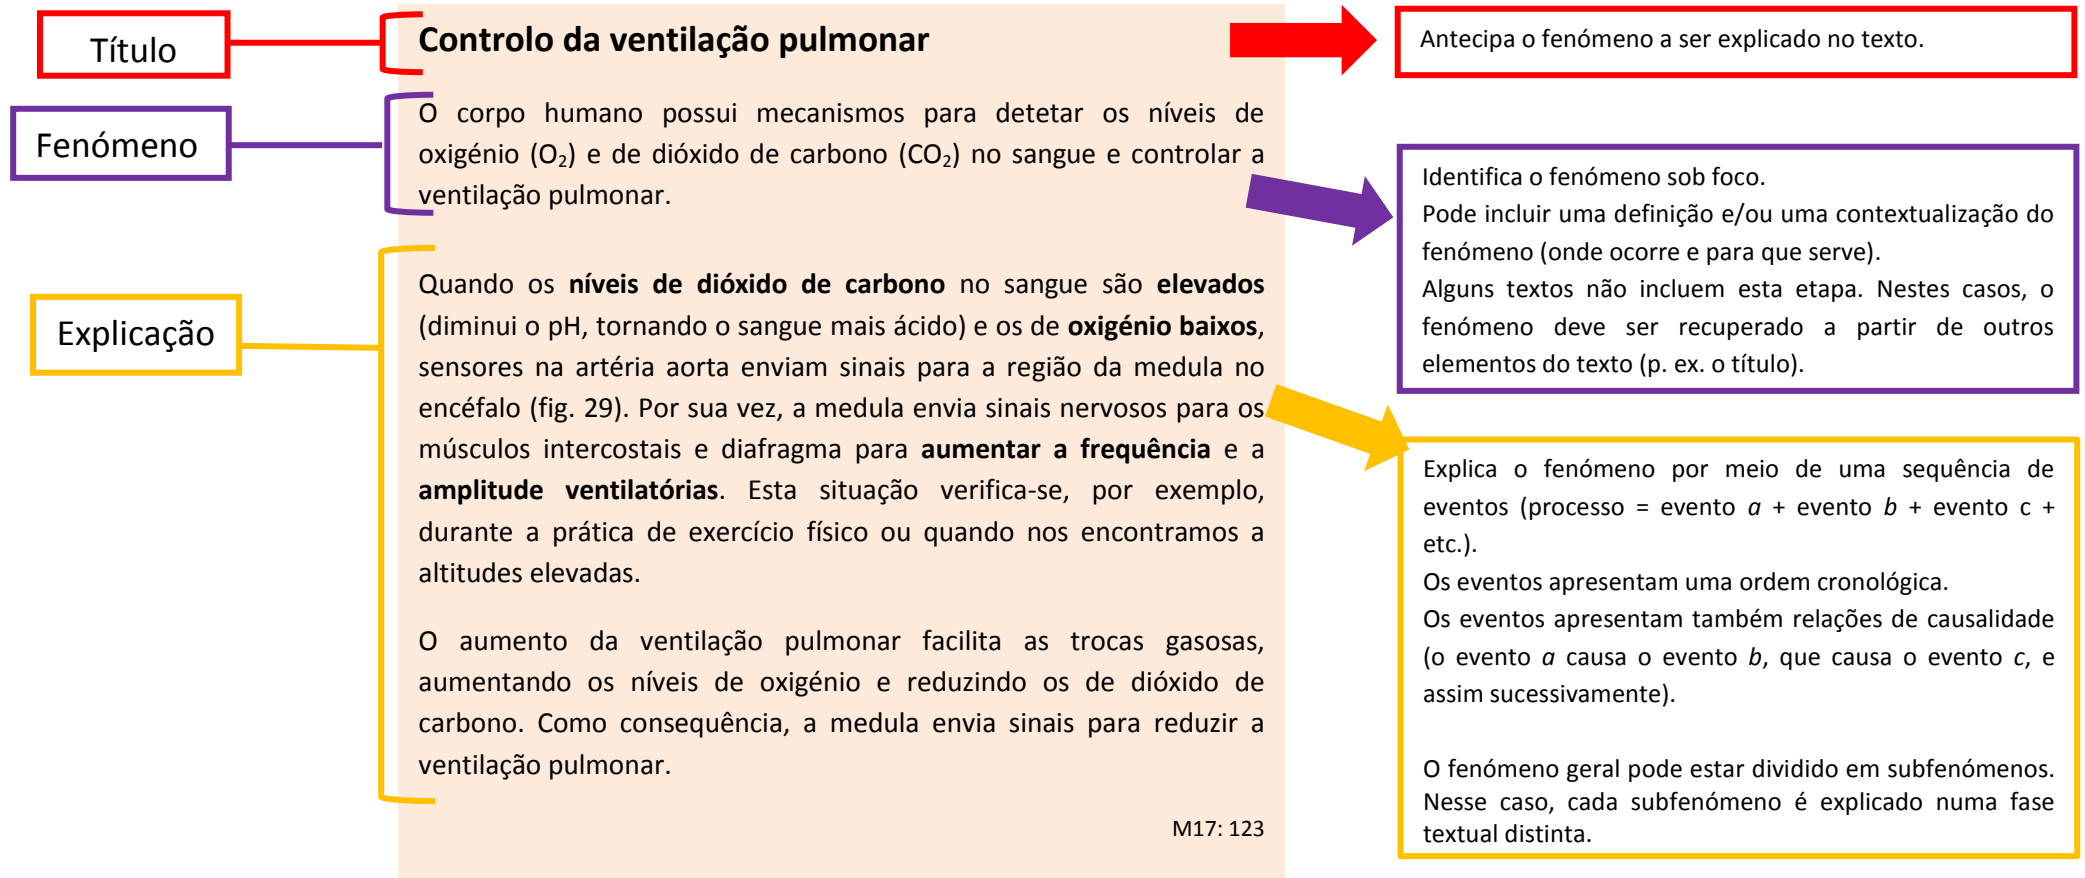 Título
Controlo da ventilação pulmonar
Antecipa o fenómeno a ser explicado no texto.
Fenómeno
O corpo humano possui mecanismos para detetar os níveis de
oxigénio (O₂) e de dióxido de carbono (CO₂) no sangue e controlar a
ventilação pulmonar.
Identifica o fenómeno sob foco.
Pode incluir uma definição e/ou uma contextualização do
fenómeno (onde ocorre e para que serve).
Alguns textos não incluem esta etapa. Nestes casos, o
fenómeno deve ser recuperado a partir de outros
elementos do texto (p. ex. o título).
Explicação
Quando os níveis de dióxido de carbono no sangue são elevados
(diminui o pH, tornando o sangue mais ácido) e os de oxigénio baixos,
sensores na artéria aorta enviam sinais para a região da medula no
encéfalo (fig. 29). Por sua vez, a medula envia sinais nervosos para os
músculos intercostais e diafragma para aumentar a frequência e a
amplitude ventilatórias. Esta situação verifica-se, por exemplo,
durante a prática de exercício físico ou quando nos encontramos a
altitudes elevadas.
O aumento da ventilação pulmonar facilita as trocas gasosas,
aumentando os níveis de oxigénio e reduzindo os de dióxido de
carbono. Como consequência, a medula envia sinais para reduzir a
ventilação pulmonar.
M17: 123
Explica o fenómeno por meio de uma sequência de
eventos (processo = evento a + evento b + evento c +
etc.).
Os eventos apresentam uma ordem cronológica.
Os eventos apresentam também relações de causalidade
(o evento a causa o evento b, que causa o evento c, e
assim sucessivamente).
O fenómeno geral pode estar dividido em subfenómenos.
Nesse caso, cada subfenómeno é explicado numa fase
textual distinta.